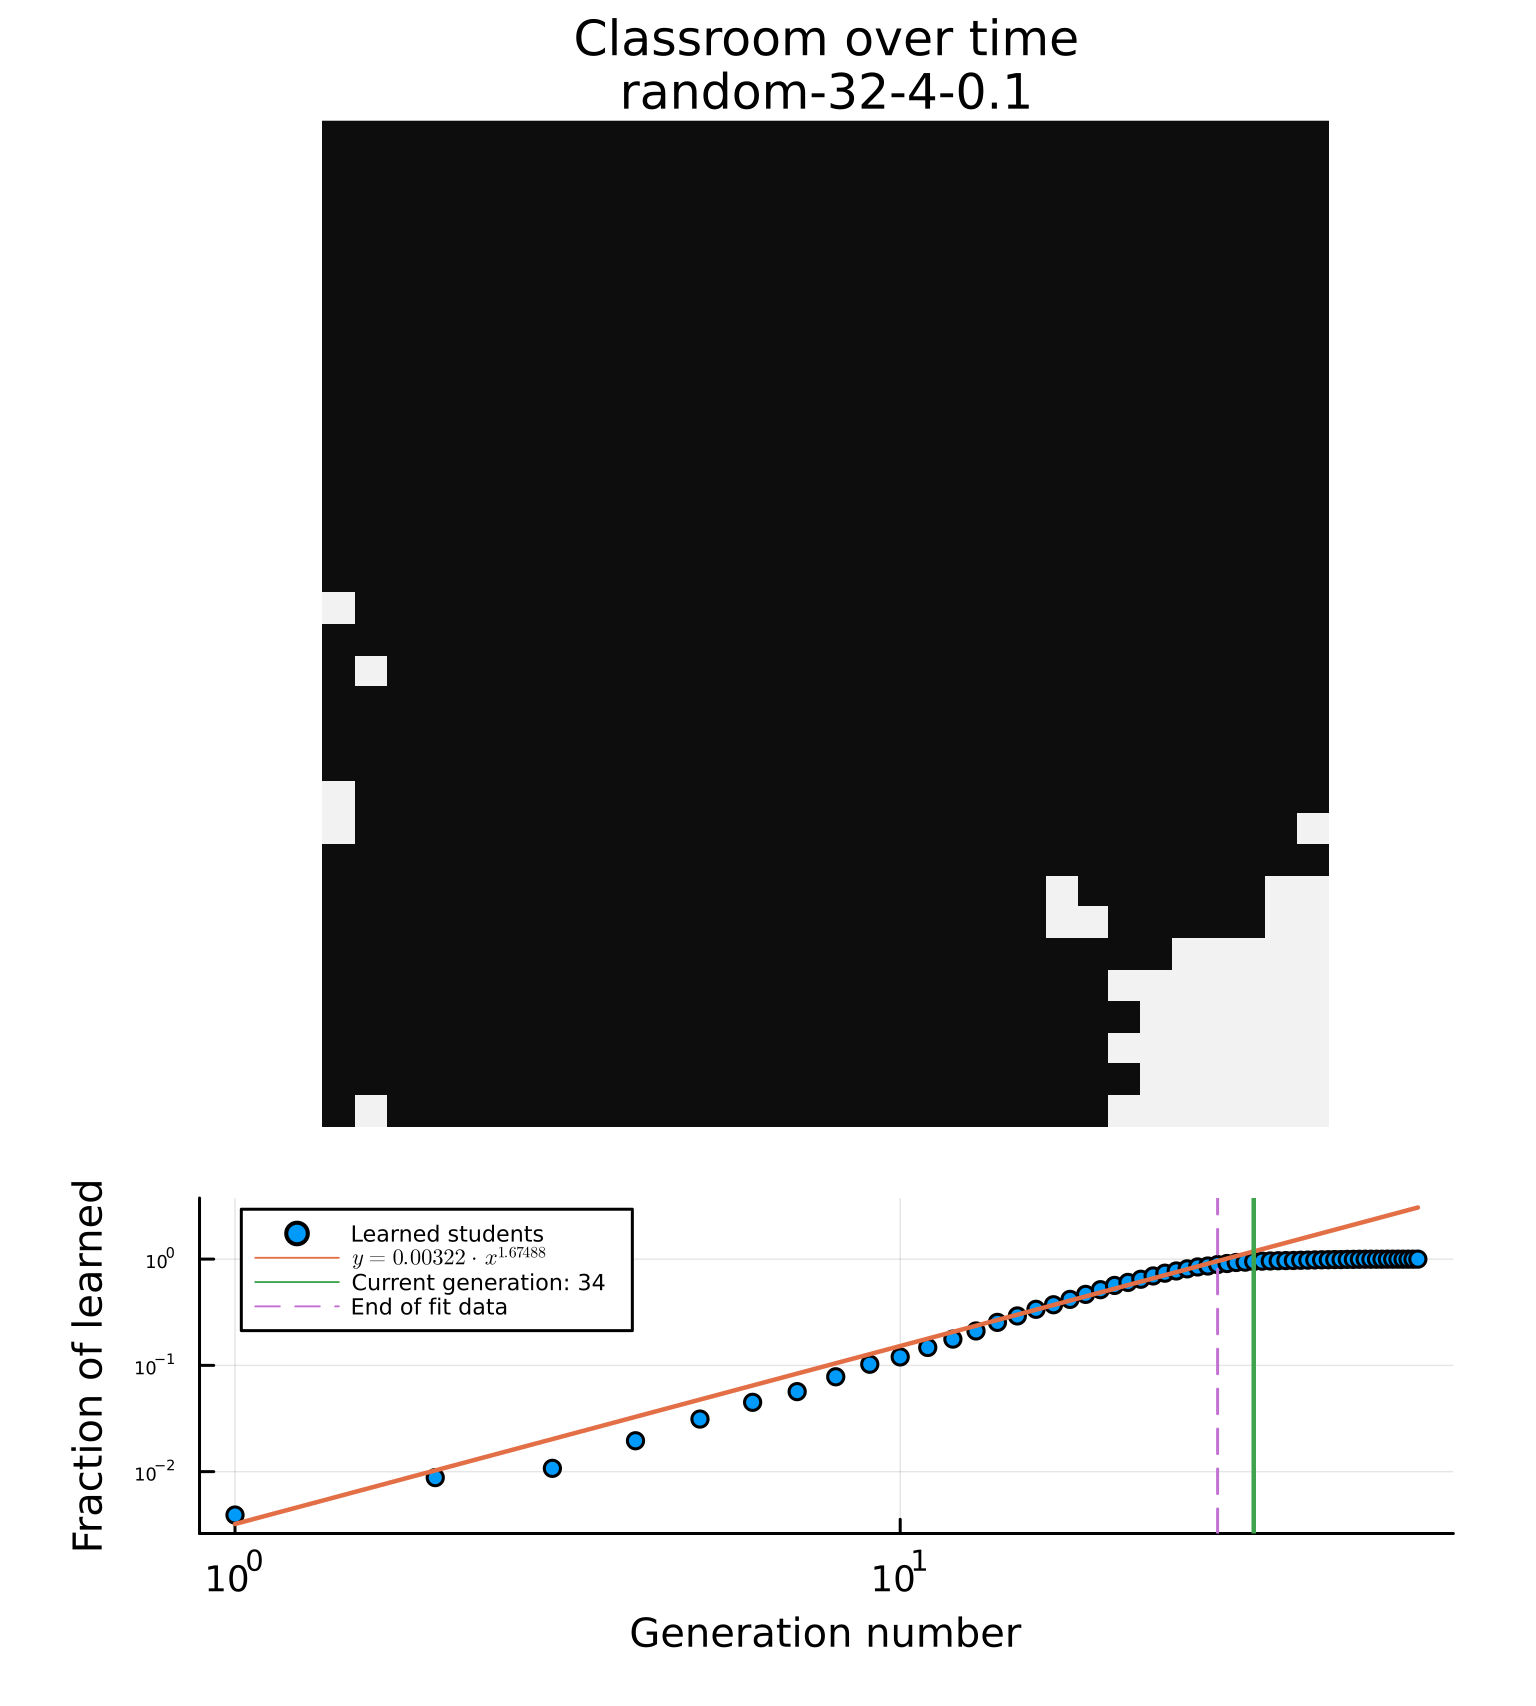 Classroom over time
random-32-4-0.1
Fraction of learned
10^0
10^−1
10^−2
Learned students
y = 0.00322 · x^1.67488
Current generation: 34
End of fit data
10^0
10^1
Generation number